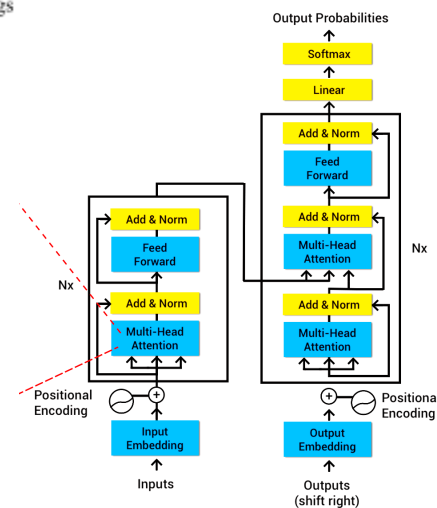 gs
Output Probabilities
Softmax
Linear
Add & Norm
Feed
Forward
Add & Norm
Multi-Head
Attention
Nx
Add & Norm
Multi-Head
Attention
Positiona
Encoding
Output
Embedding
Outputs
(shift right)
Add & Norm
Feed
Forward
Nx
Add & Norm
Multi-Head
Attention
Positional
Encoding
Input
Embedding
Inputs